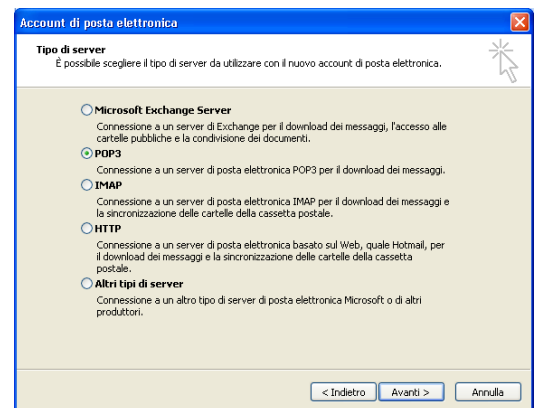 Account di posta elettronica
Tipo di server
È possibile scegliere il tipo di server da utilizzare con il nuovo account di posta elettronica.
Microsoft Exchange Server
Connessione a un server di Exchange per il download dei messaggi, l'accesso alle
cartelle pubbliche e la condivisione dei documenti.
POP3
Connessione a un server di posta elettronica POP3 per il download dei messaggi.
IMAP
Connessione a un server di posta elettronica IMAP per il download dei messaggi e
la sincronizzazione delle cartelle della cassetta postale.
HTTP
Connessione a un server di posta elettronica basato sul Web, quale Hotmail, per
il download dei messaggi e la sincronizzazione delle cartelle della cassetta
postale.
Altri tipi di server
Connessione a un altro tipo di server di posta elettronica Microsoft o di altri
produttori.
< Indietro Avanti > Annulla